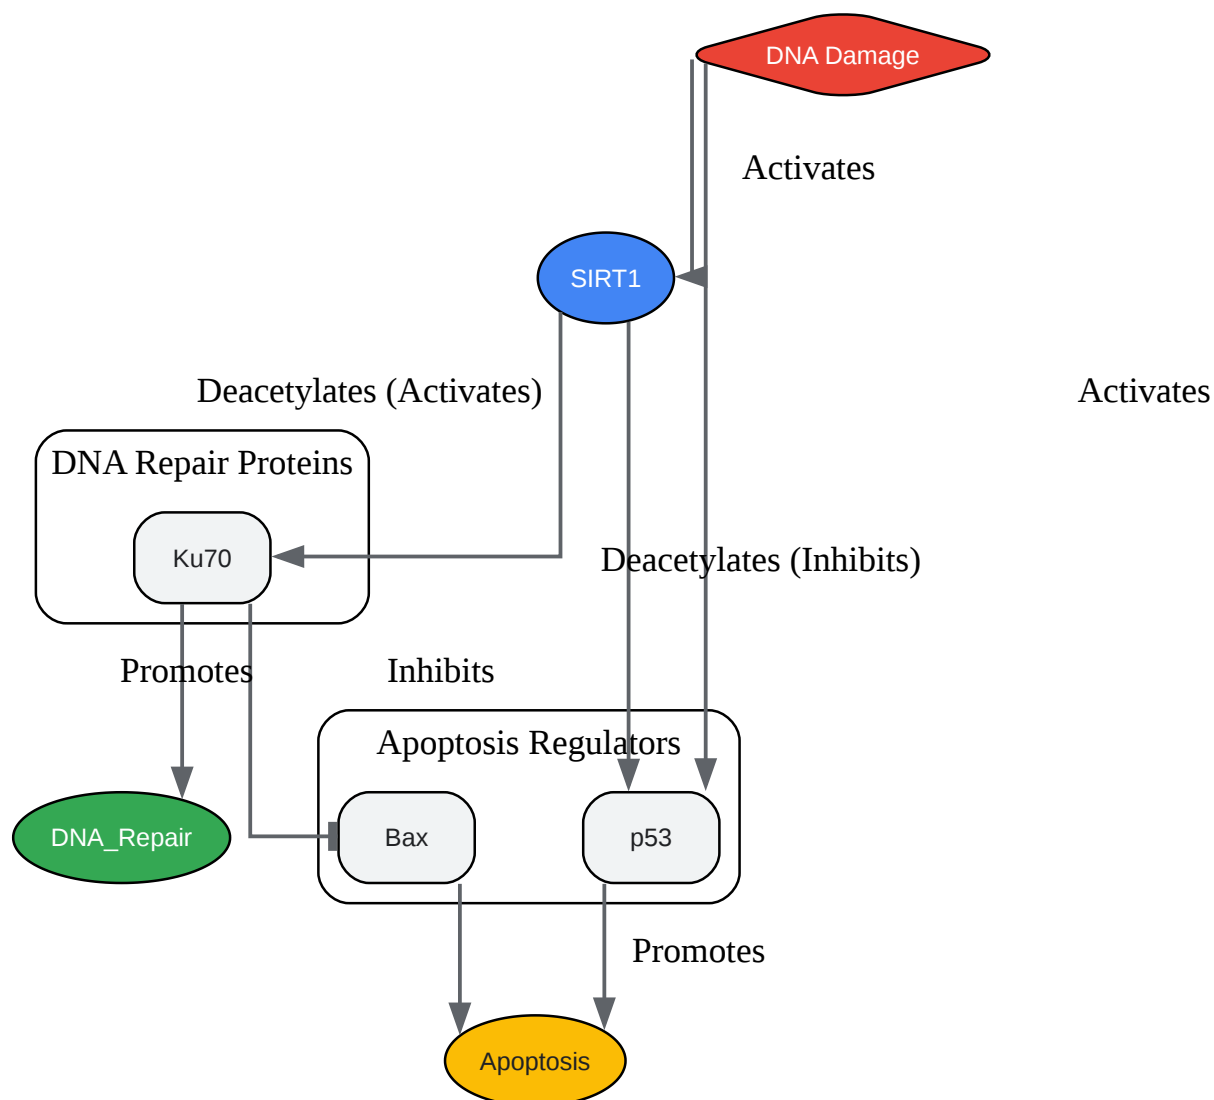 DNA Damage
Activates
SIRT1
Deacetylates (Activates)
Activates
DNA Repair Proteins
Ku70
Deacetylates (Inhibits)
Promotes
Inhibits
Apoptosis Regulators
DNA_Repair
Bax
p53
Promotes
Apoptosis